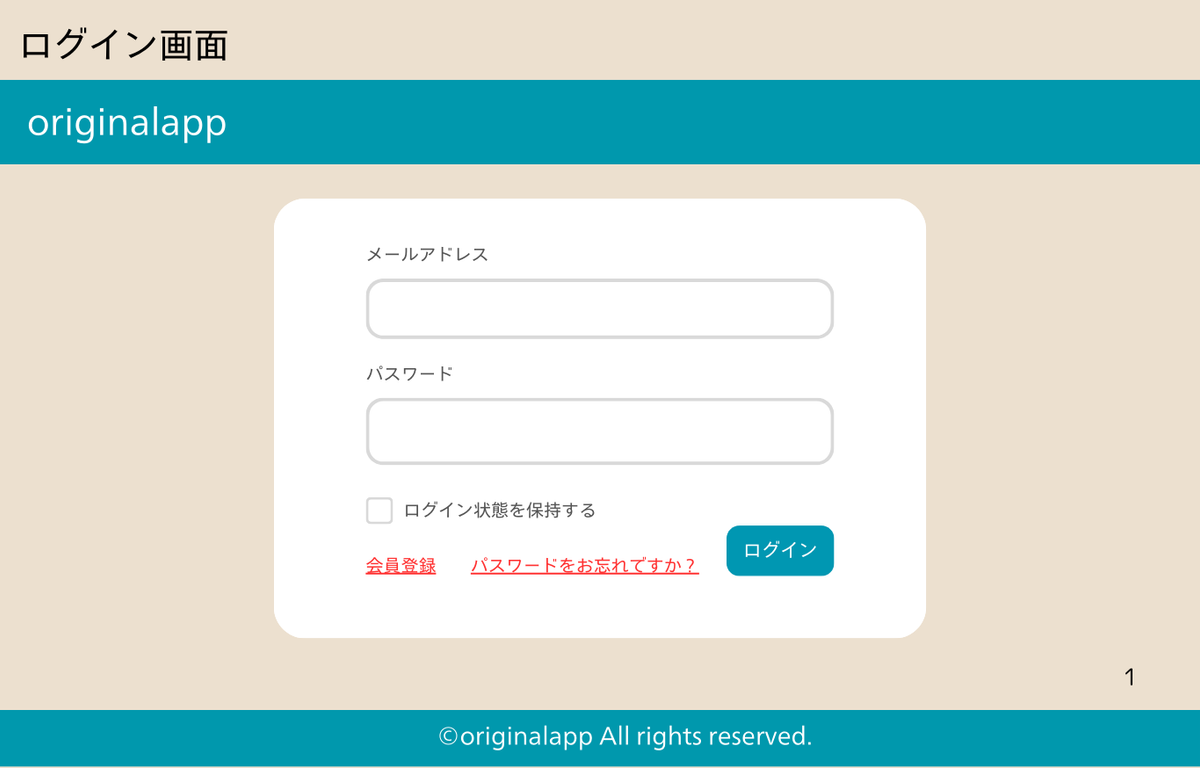 ログイン画面
originalapp
メールアドレス
パスワード
ログイン状態を保持する
ログイン
会員登録 パスワードをお忘れですか？
1
©originalapp All rights reserved.